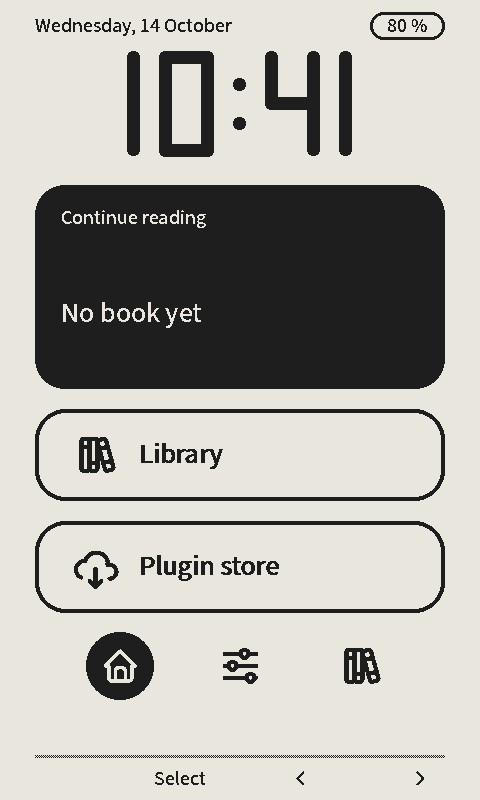 Wednesday, 14 October
80 %
10:41
Continue reading
No book yet
Library
Plugin store
Select